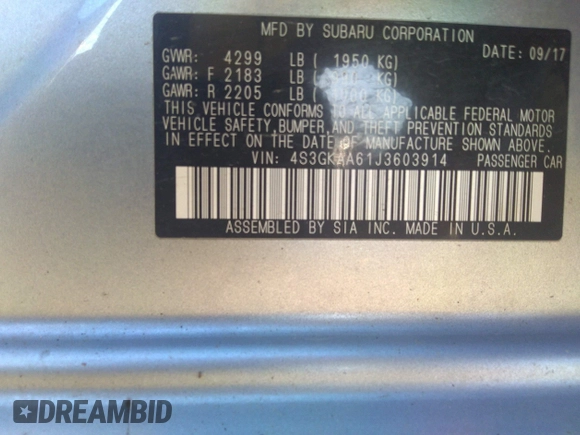 MFD BY SUBARU CORPORATION
DATE: 09/17
GVWR: 4299 LB ( 1950 KG)
GAWR: F 2183 LB ( KG)
GAWR: R 2205 LB ( KG)
THIS VEHICLE CONFORMS TO ALL APPLICABLE FEDERAL MOTOR
VEHICLE SAFETY, BUMPER, AND THEFT PREVENTION STANDARDS
IN EFFECT ON THE DATE OF MANUFACTURE SHOWN ABOVE.
VIN: 4S3GKAA61J3603914 PASSENGER CAR
ASSEMBLED BY SIA INC. MADE IN U.S.A.
DREAMBID